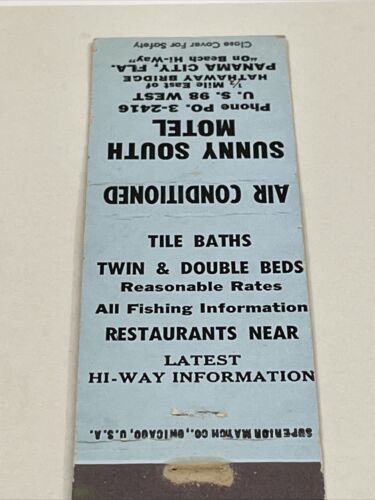 Close Cover For Safety
SUNNY SOUTH
MOTEL
Phone PO. 3-2416
U. S. 98 WEST
½ Mile East of
HATHAWAY BRIDGE
PANAMA CITY, FLA.
"On Beach Hi-Way"
AIR CONDITIONED
TILE BATHS
TWIN & DOUBLE BEDS
Reasonable Rates
All Fishing Information
RESTAURANTS NEAR
LATEST
HI-WAY INFORMATION
SUPERIOR MATCH CO., CHICAGO, U.S.A.